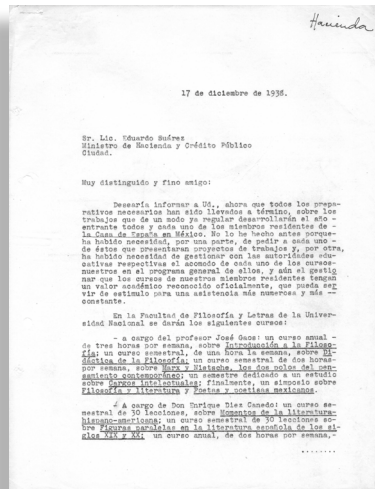 Hacienda
17 de diciembre de 1938.
Sr. Lic. Eduardo Suárez
Ministro de Hacienda y Crédito Público
Ciudad.
Muy distinguido y fino amigo:
Desearía informar a Ud., ahora que todos los prepa-
rativos necesarios han sido llevados a término, sobre los
trabajos que de un modo ya regular desarrollarán el año -
entrante todos y cada uno de los miembros residentes de -
la Casa de España en México. No lo he hecho antes porque-
ha habido necesidad, por una parte, de pedir a cada uno -
de éstos que presentaran proyectos de trabajos y, por otra,
ha habido necesidad de gestionar con las autoridades edu-
cativas respectivas el acomodo de cada uno de los cursos-
nuestros en el programa general de ellos, y aún el gestio
nar que los cursos de nuestros miembros residentes tengan
un valor académico reconocido oficialmente, que pueda ser
vir de estímulo para una asistencia más numerosa y más --
constante.
En la Facultad de Filosofía y Letras de la Univer-
sidad Nacional se darán los siguientes cursos:
- a cargo del profesor José Gaos: un curso anual -
de tres horas por semana, sobre Introducción a la Filoso-
fía; un curso semestral, de una hora la semana, sobre Di-
dáctica de la Filosofía; un curso semestral de dos horas-
por semana, sobre Marx y Nietsche, los dos polos del pen-
samiento contemporáneo; un semestre dedicado a un estudio
sobre Cargos intelectuales; finalmente, un simposio sobre
Filosofía y literatura y Poetas y poetisas mexicanos.
- A cargo de Don Enrique Díez Canedo: un curso se-
mestral de 30 lecciones, sobre Momentos de la literatura-
hispano-americana; un curso semestral de 30 lecciones so-
bre Figuras paralelas en la literatura española de los si-
glos XIX y XX; un curso anual, de dos horas por semana,-
.......